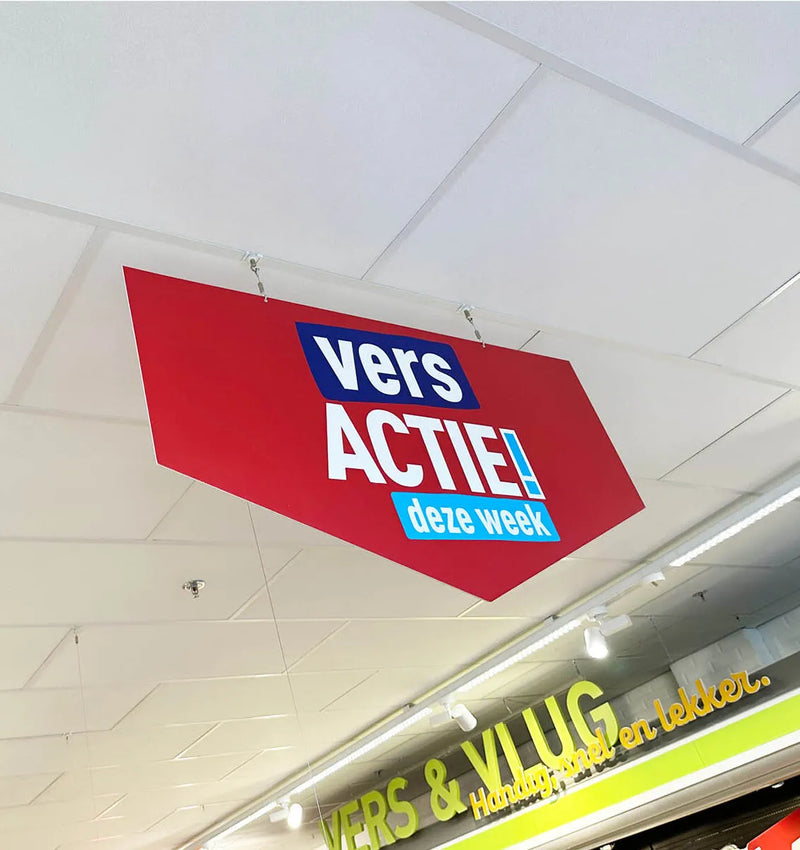 vers
ACTIE!
deze week
VERS & VLUG
Handig, snel en lekker.